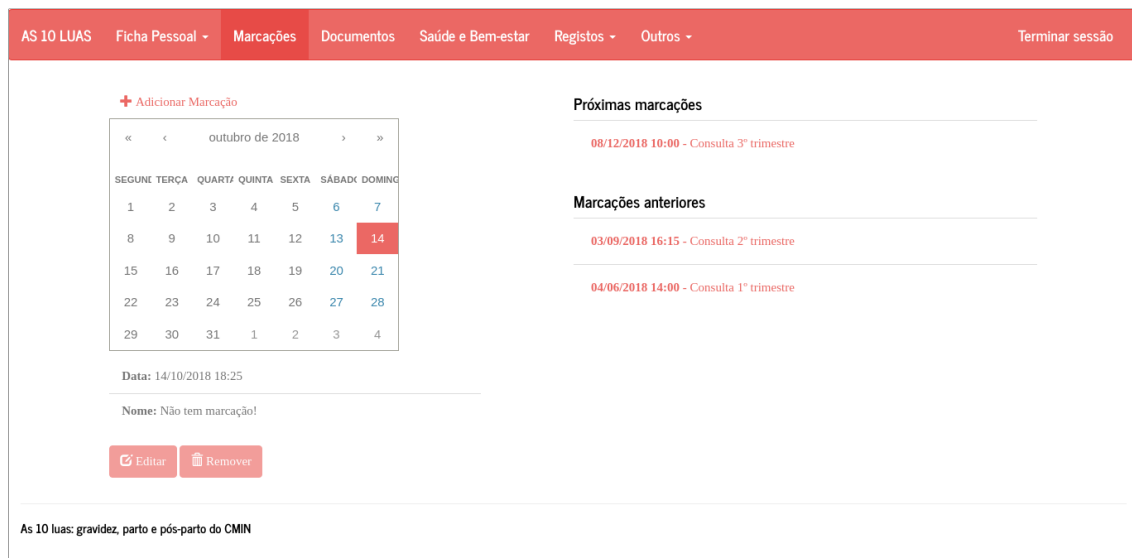 AS 10 LUAS Ficha Pessoal Marcações Documentos Saúde e Bem-estar Registos Outros Terminar sessão
Adicionar Marcação
« ‹ outubro de 2018 › »
SEGUND TERÇA QUARTA QUINTA SEXTA SÁBADO DOMING
1 2 3 4 5 6 7
8 9 10 11 12 13 14
15 16 17 18 19 20 21
22 23 24 25 26 27 28
29 30 31 1 2 3 4
Data: 14/10/2018 18:25
Nome: Não tem marcação!
Editar Remover
Próximas marcações
08/12/2018 10:00 - Consulta 3º trimestre
Marcações anteriores
03/09/2018 16:15 - Consulta 2º trimestre
04/06/2018 14:00 - Consulta 1º trimestre
As 10 luas: gravidez, parto e pós-parto do CMIN